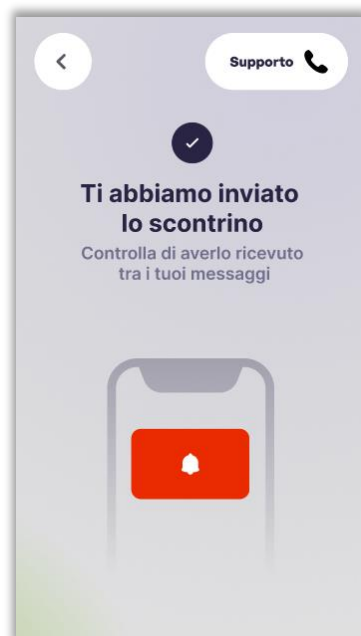 Supporto
Ti abbiamo inviato
lo scontrino
Controlla di averlo ricevuto
tra i tuoi messaggi